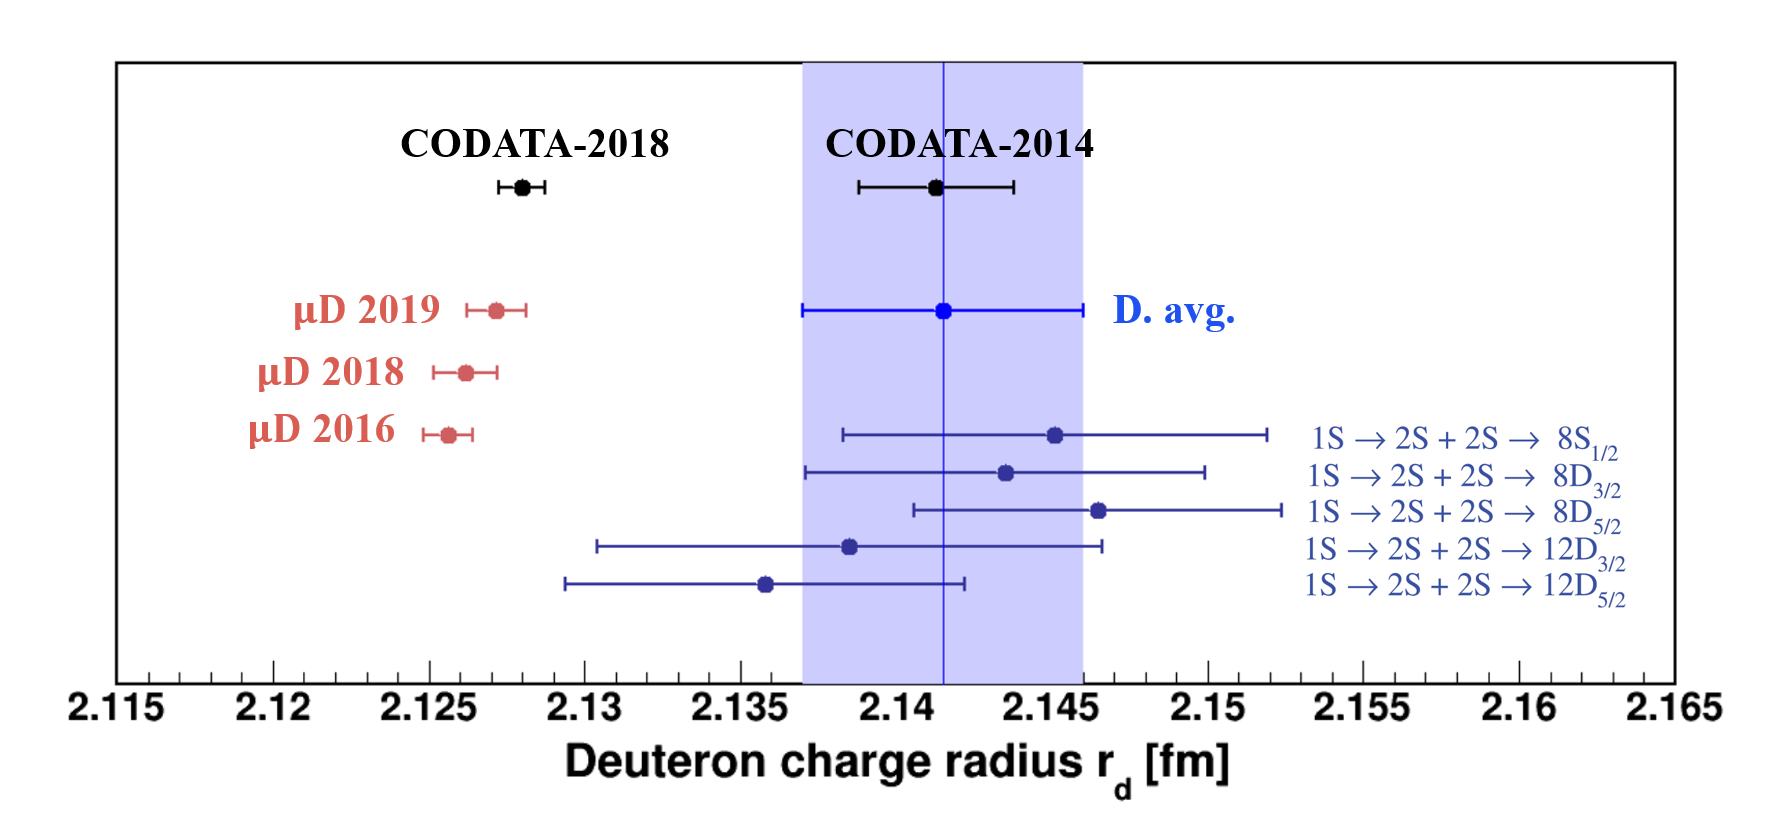 CODATA-2018 CODATA-2014
μD 2019 D. avg.
μD 2018
μD 2016
1S → 2S + 2S → 8S1/2
1S → 2S + 2S → 8D3/2
1S → 2S + 2S → 8D5/2
1S → 2S + 2S → 12D3/2
1S → 2S + 2S → 12D5/2
2.115 2.12 2.125 2.13 2.135 2.14 2.145 2.15 2.155 2.16 2.165
Deuteron charge radius rd [fm]